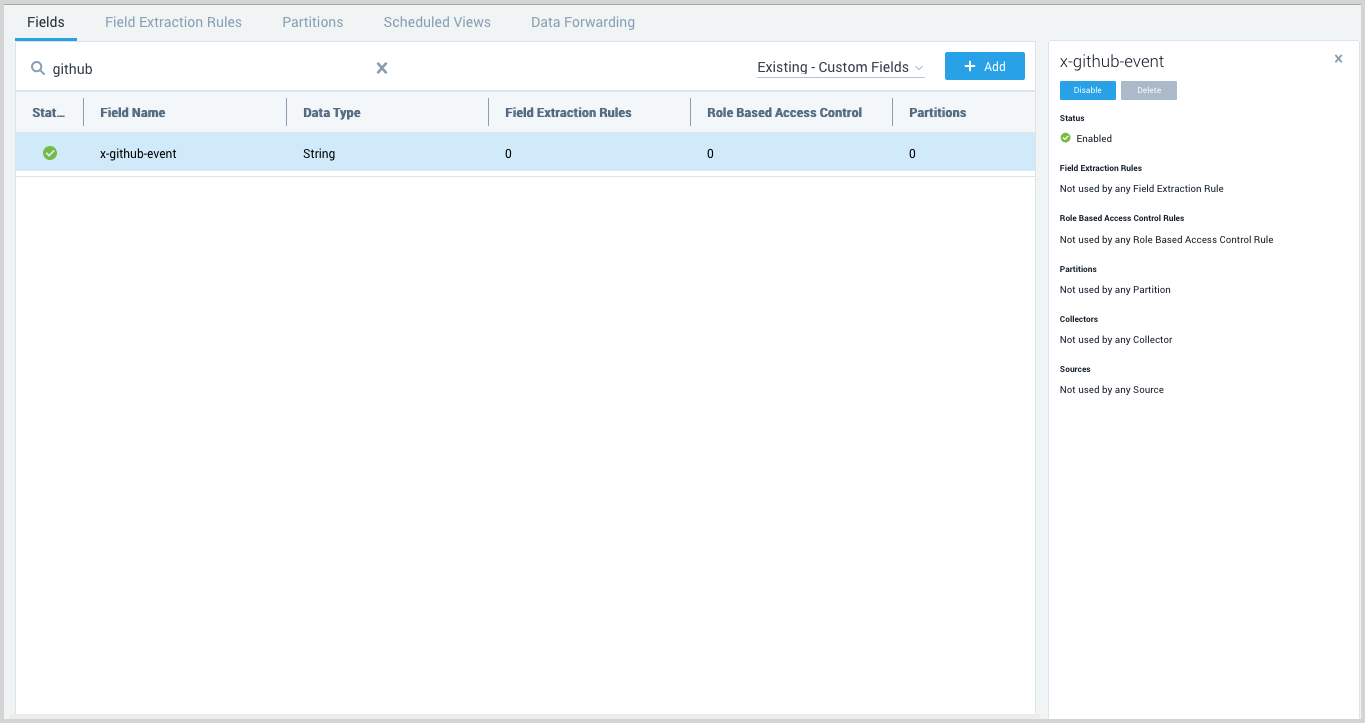 Fields Field Extraction Rules Partitions Scheduled Views Data Forwarding
github Existing - Custom Fields + Add
Stat... Field Name Data Type Field Extraction Rules Role Based Access Control Partitions
x-github-event String 0 0 0
x-github-event
Disable Delete
Status
Enabled
Field Extraction Rules
Not used by any Field Extraction Rule
Role Based Access Control Rules
Not used by any Role Based Access Control Rule
Partitions
Not used by any Partition
Collectors
Not used by any Collector
Sources
Not used by any Source